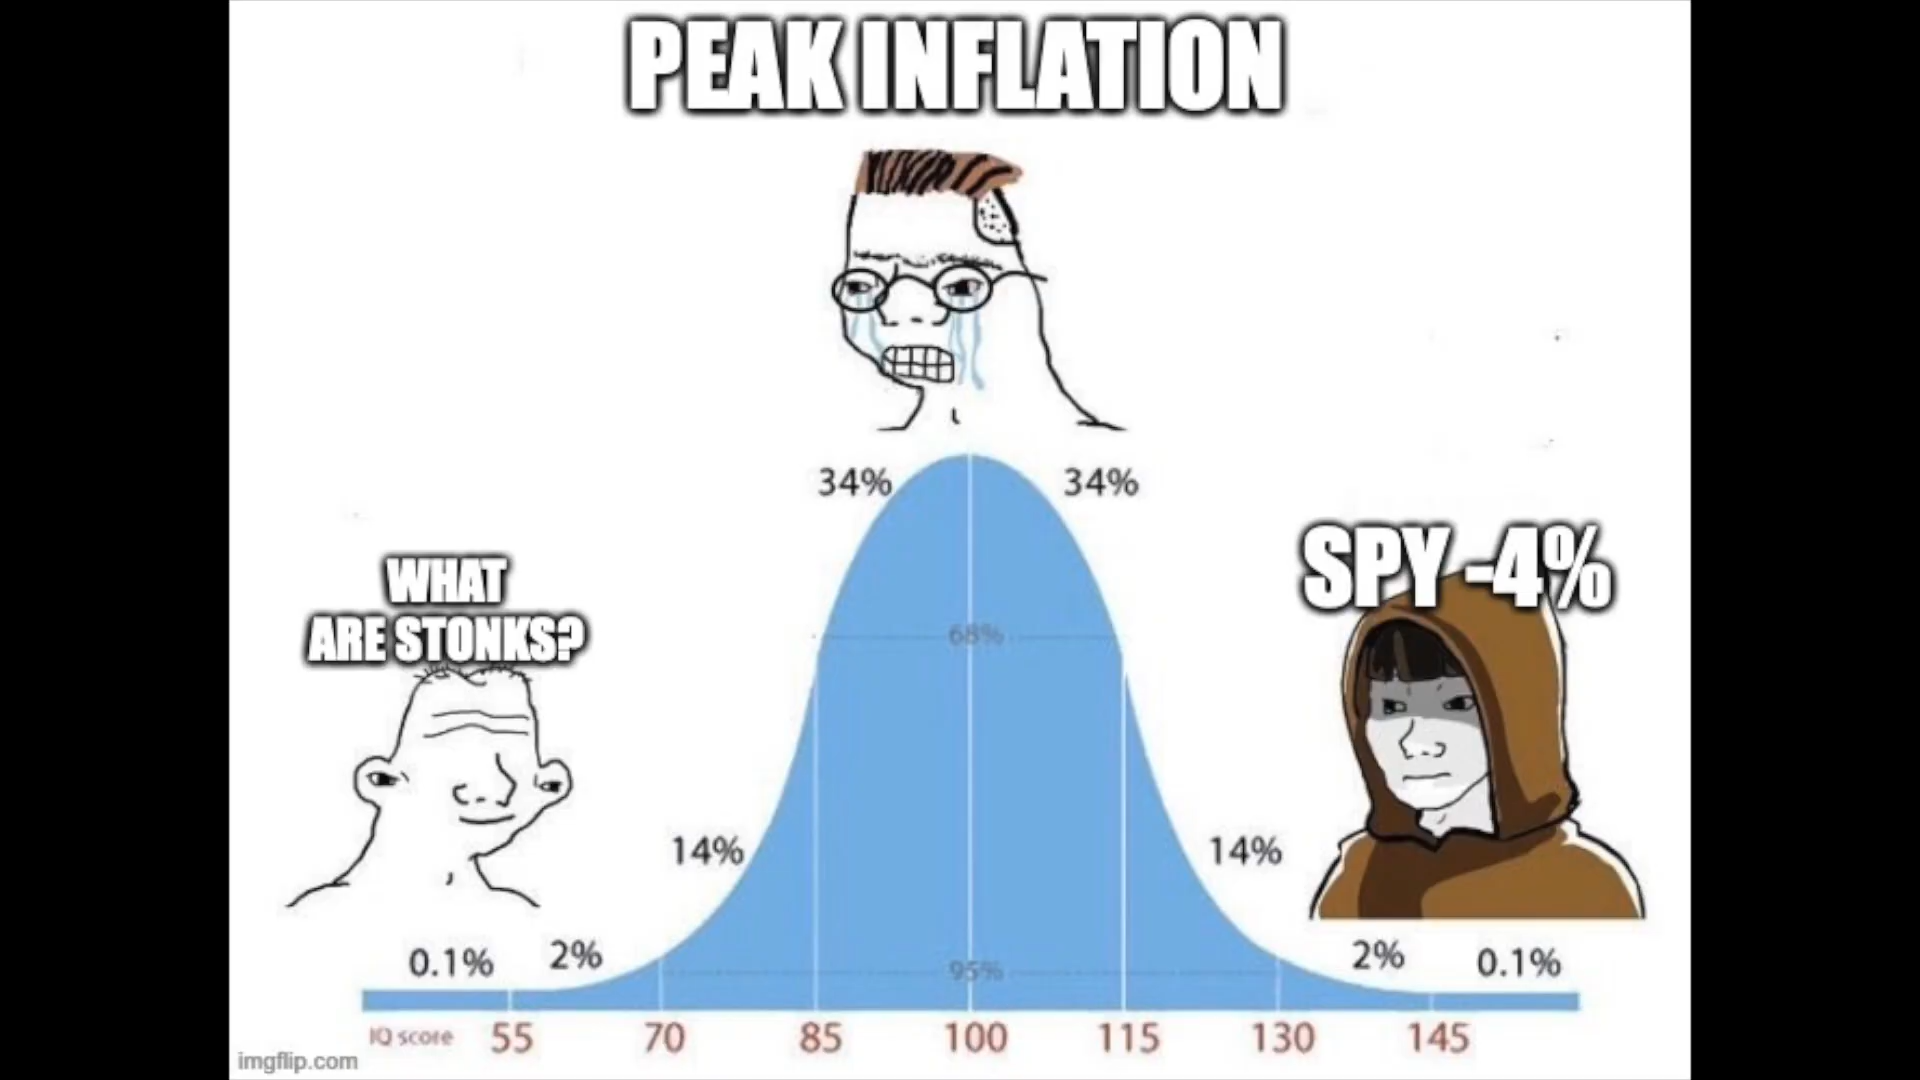 PEAK INFLATION
34% 34%
WHAT
ARE STONKS?
SPY -4%
68%
14% 14%
0.1% 2% 95% 2% 0.1%
IQ score 55 70 85 100 115 130 145
imgflip.com